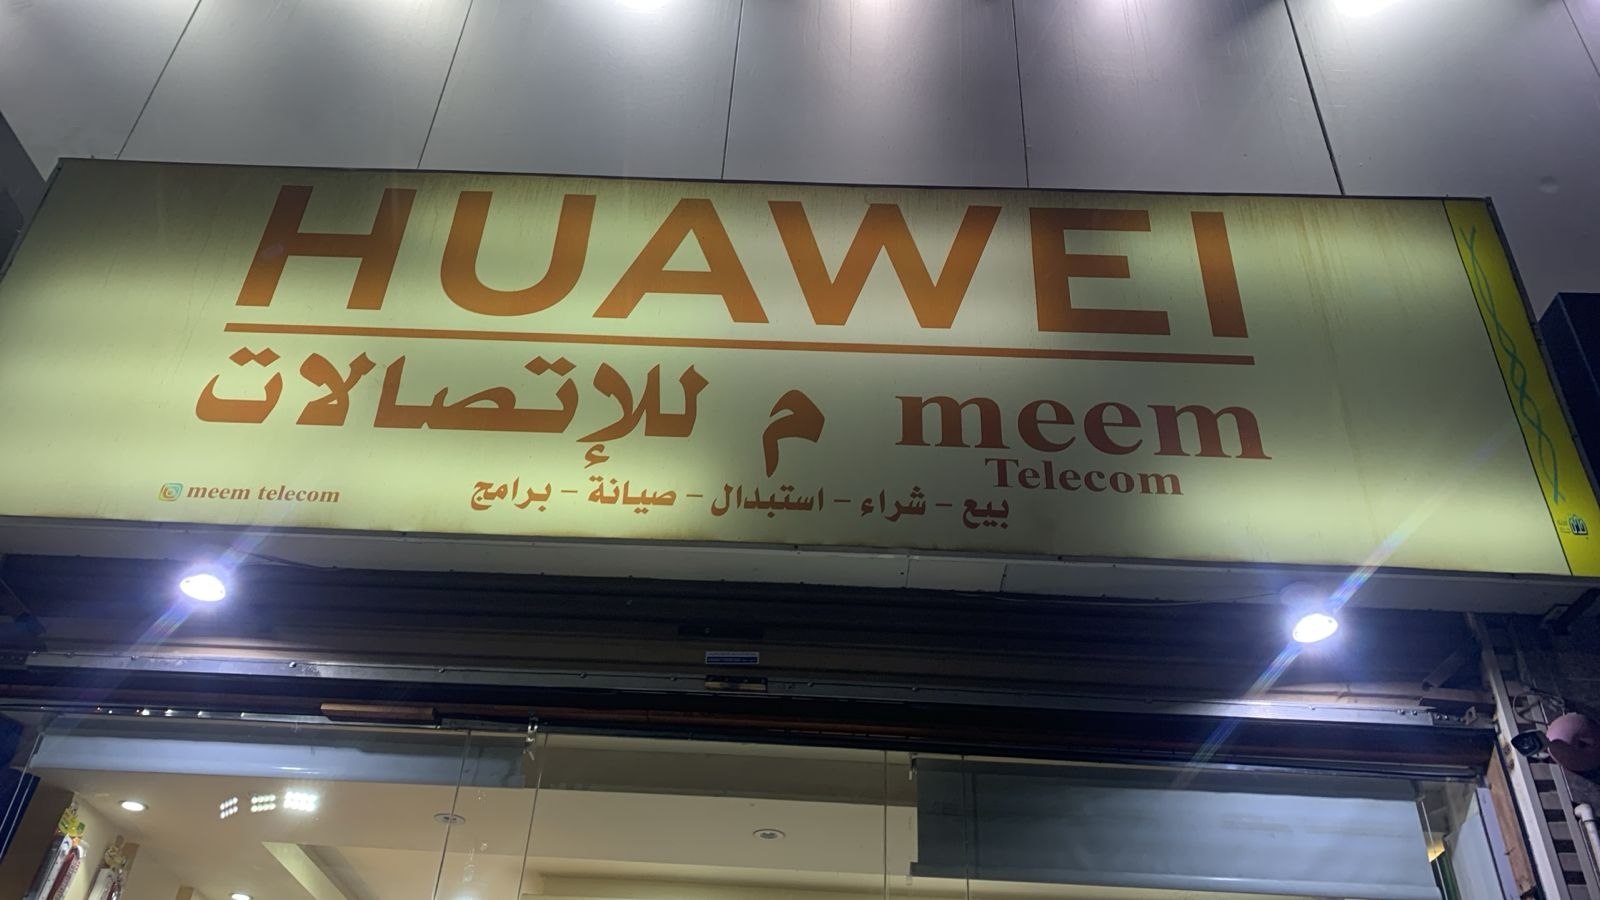 HUAWEI
م للإتصالات
meem
Telecom
بيع - شراء - استبدال - صيانة - برامج
meem telecom